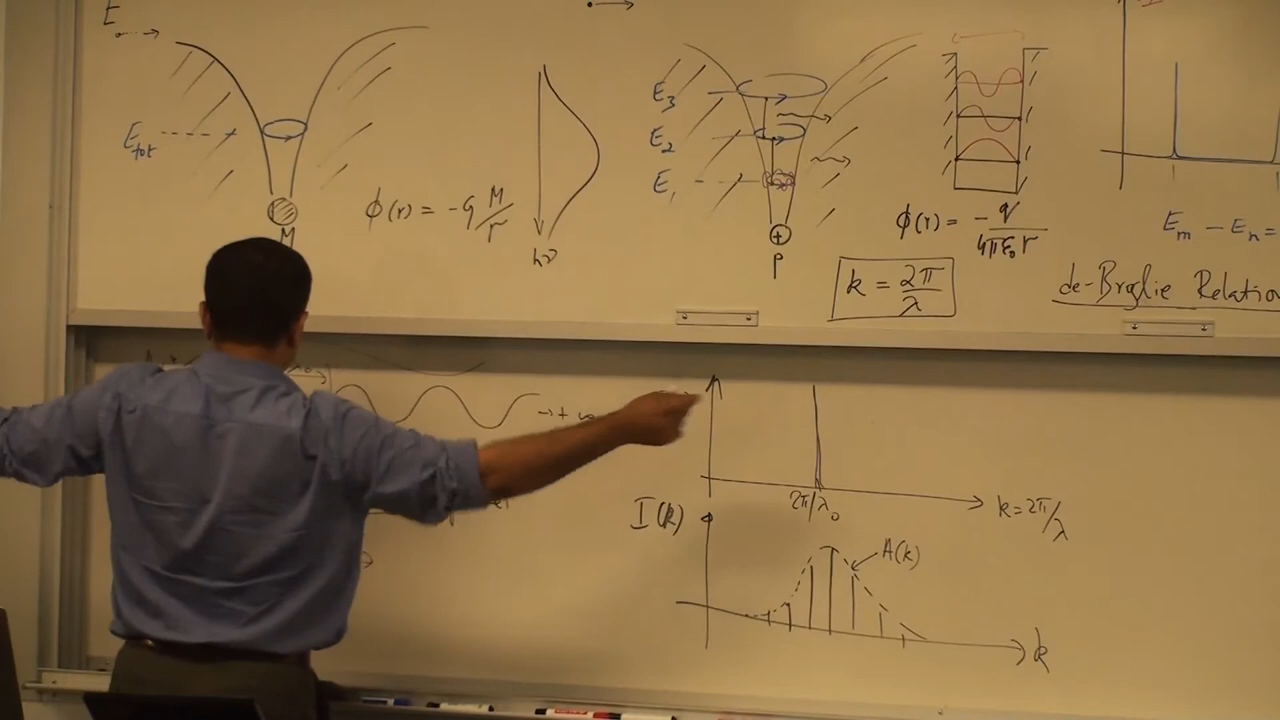 E
E_tot
M
ϕ(r) = -G M/r
hν
E_3
E_2
E_1
+
P
ϕ(r) = -q/4πε_0 r
k = 2π/λ
E_m - E_n =
de-Broglie Relation
→ +
2π/λ_0
k = 2π/λ
I(k)
A(k)
k